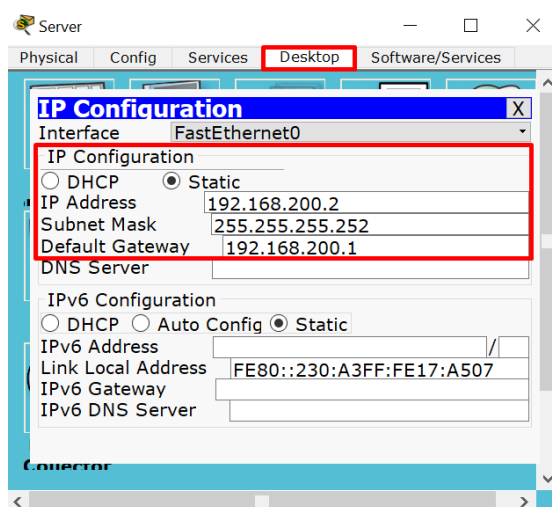 Server
Physical Config Services Desktop Software/Services
IP Configuration X
Interface FastEthernet0
IP Configuration
DHCP Static
IP Address 192.168.200.2
Subnet Mask 255.255.255.252
Default Gateway 192.168.200.1
DNS Server
IPv6 Configuration
DHCP Auto Config Static
IPv6 Address /
Link Local Address FE80::230:A3FF:FE17:A507
IPv6 Gateway
IPv6 DNS Server
Collector